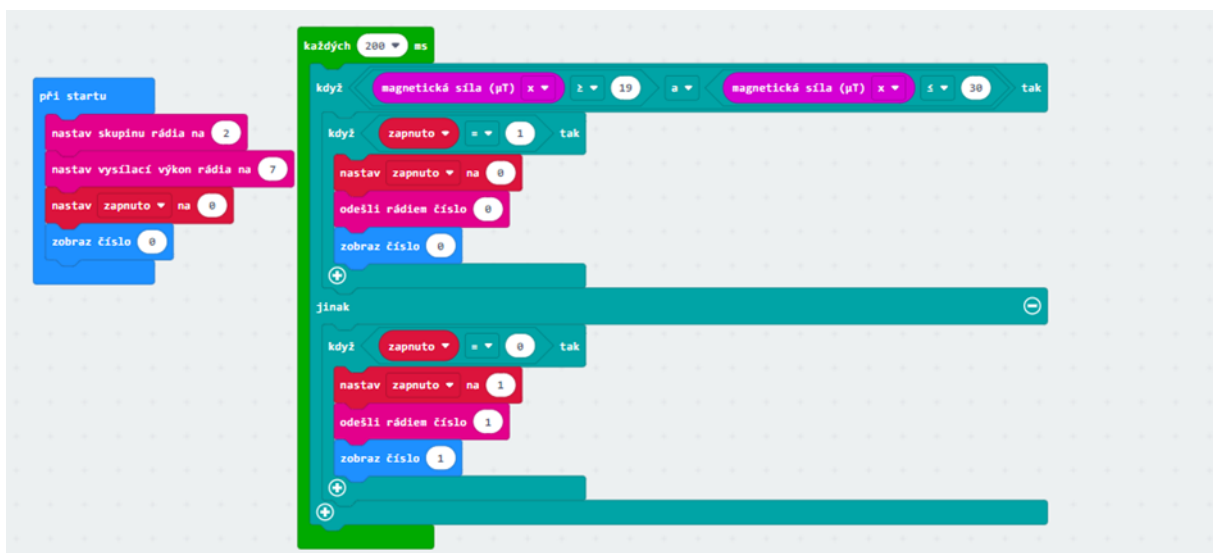 při startu
nastav skupinu rádia na 2
nastav vysílací výkon rádia na 7
nastav zapnuto na 0
zobraz číslo 0
každých 200 ms
když magnetická síla (µT) x ≥ 19 a magnetická síla (µT) x ≤ 30 tak
když zapnuto = 1 tak
nastav zapnuto na 0
odešli rádiem číslo 0
zobraz číslo 0
jinak
když zapnuto = 0 tak
nastav zapnuto na 1
odešli rádiem číslo 1
zobraz číslo 1